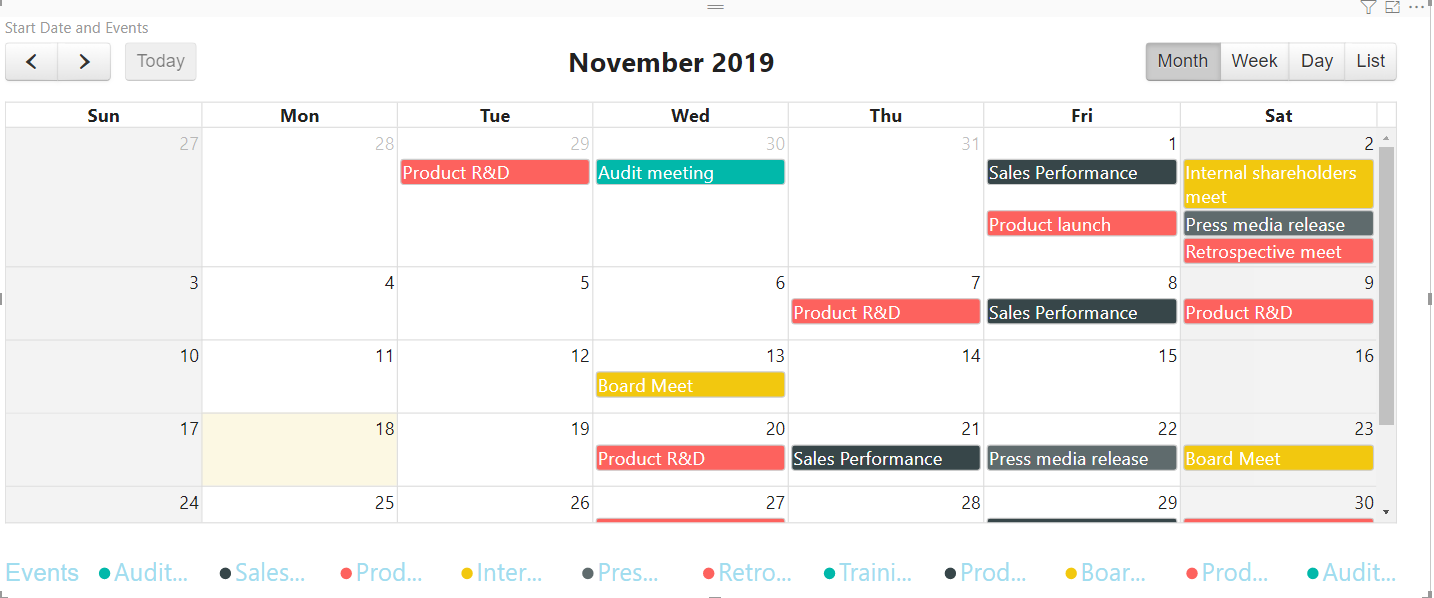 Start Date and Events
Today
November 2019
Month Week Day List
Sun Mon Tue Wed Thu Fri Sat
27 28 29 30 31 1 2
Product R&D Audit meeting Sales Performance Internal shareholders
meet
Product launch Press media release
Retrospective meet
3 4 5 6 7 8 9
Product R&D Sales Performance Product R&D
10 11 12 13 14 15 16
Board Meet
17 18 19 20 21 22 23
Product R&D Sales Performance Press media release Board Meet
24 25 26 27 28 29 30
Events Audit... Sales... Prod... Inter... Pres... Retro... Traini... Prod... Boar... Prod... Audit...